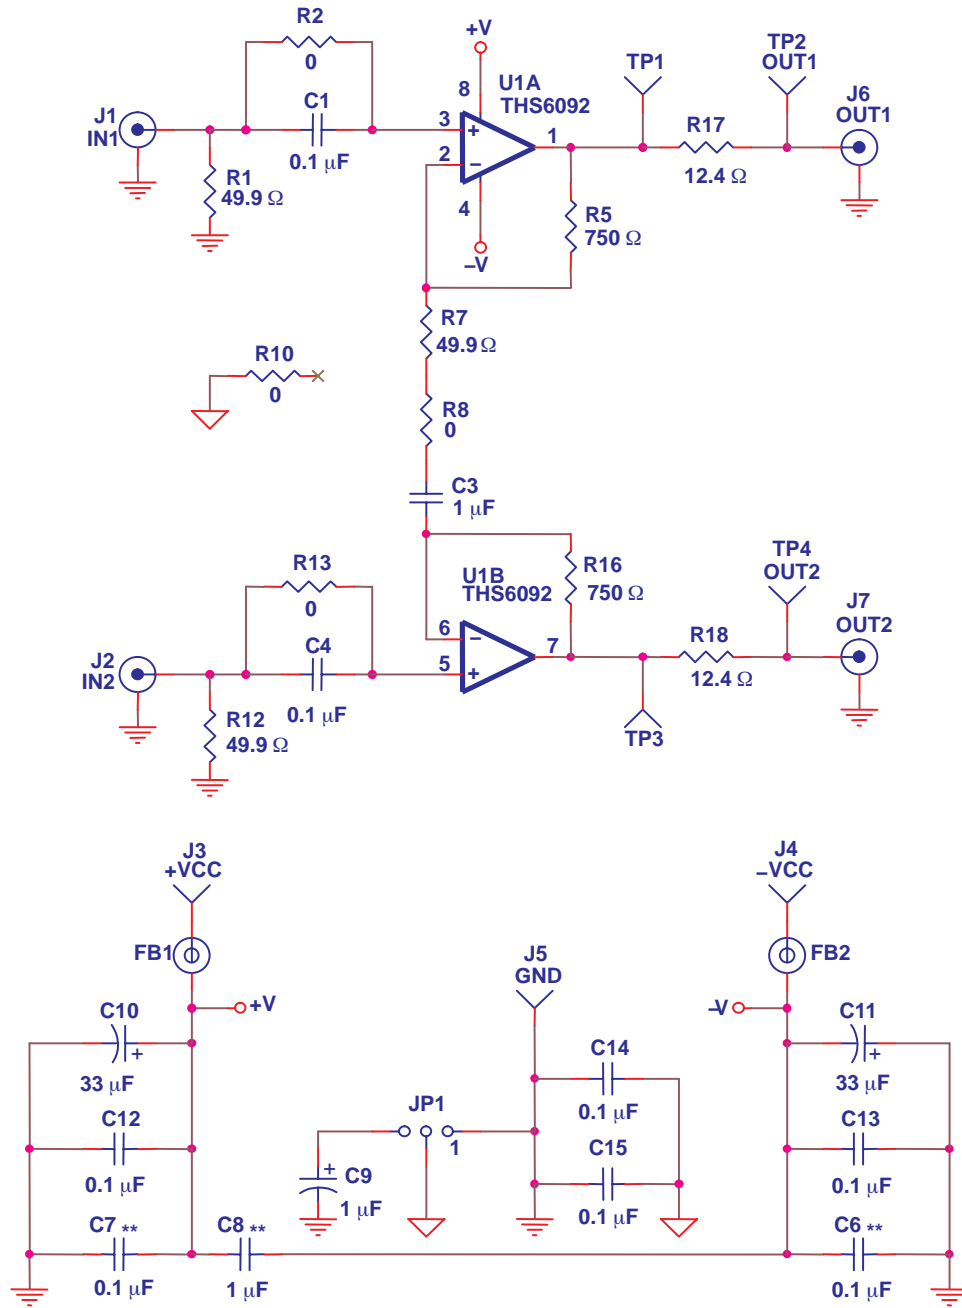 R2
0
+V
U1A
THS6092
8
TP1
TP2
OUT1
J1
IN1
C1
0.1 μF
3
+
2
−
1
4
−V
R17
12.4 Ω
J6
OUT1
R1
49.9 Ω
R5
750 Ω
R7
49.9 Ω
R10
0
R8
0
C3
1 μF
R13
0
U1B
THS6092
R16
750 Ω
TP4
OUT2
J2
IN2
C4
0.1 μF
6
−
5
+
7
R18
12.4 Ω
J7
OUT2
R12
49.9 Ω
TP3
J3
+VCC
J4
−VCC
FB1
J5
GND
FB2
+V
−V
C10
+
33 μF
C14
0.1 μF
C11
+
33 μF
C12
0.1 μF
JP1
1
C15
0.1 μF
C13
0.1 μF
+
C9
1 μF
C7 **
0.1 μF
C8 **
1 μF
C6 **
0.1 μF